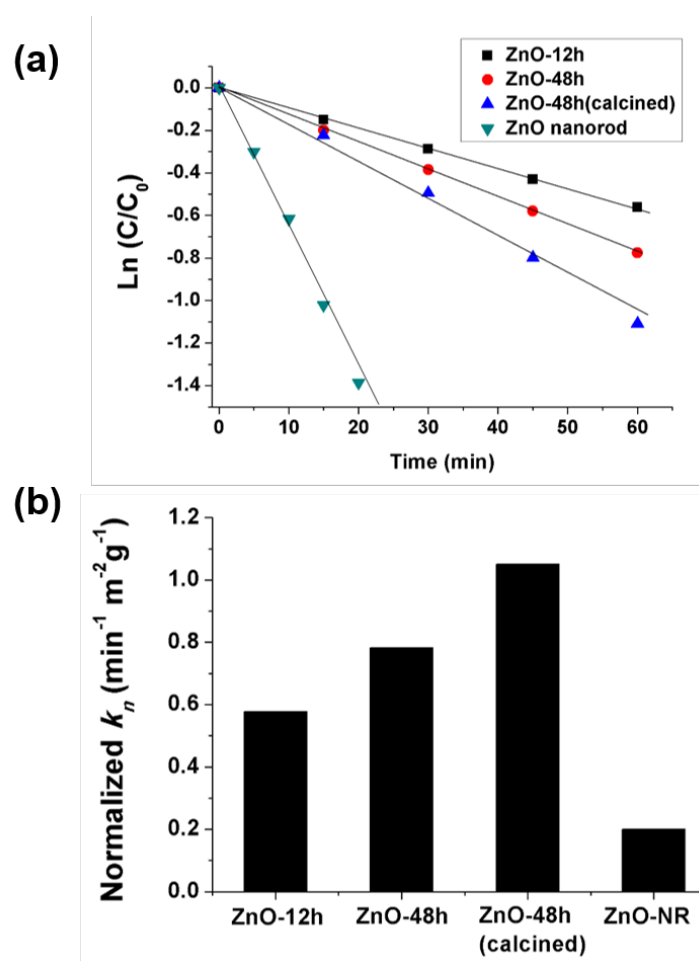 (a)
ZnO-12h
ZnO-48h
ZnO-48h(calcined)
ZnO nanorod
0.0
-0.2
-0.4
-0.6
-0.8
-1.0
-1.2
-1.4
Ln (C/C₀)
0 10 20 30 40 50 60
Time (min)
(b)
1.2
1.0
0.8
0.6
0.4
0.2
0.0
Normalized kₙ (min⁻¹ m⁻²g⁻¹)
ZnO-12h ZnO-48h ZnO-48h ZnO-NR
(calcined)